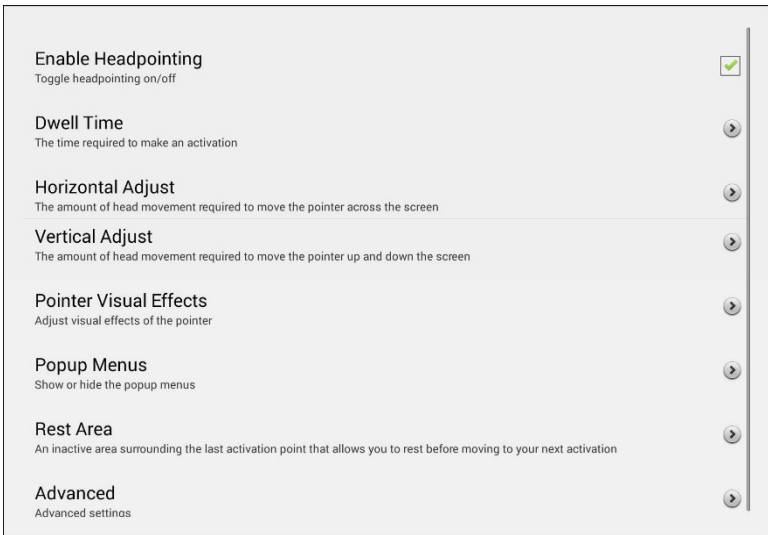 Enable Headpointing
Toggle headpointing on/off
Dwell Time
The time required to make an activation
Horizontal Adjust
The amount of head movement required to move the pointer across the screen
Vertical Adjust
The amount of head movement required to move the pointer up and down the screen
Pointer Visual Effects
Adjust visual effects of the pointer
Popup Menus
Show or hide the popup menus
Rest Area
An inactive area surrounding the last activation point that allows you to rest before moving to your next activation
Advanced
Advanced settings